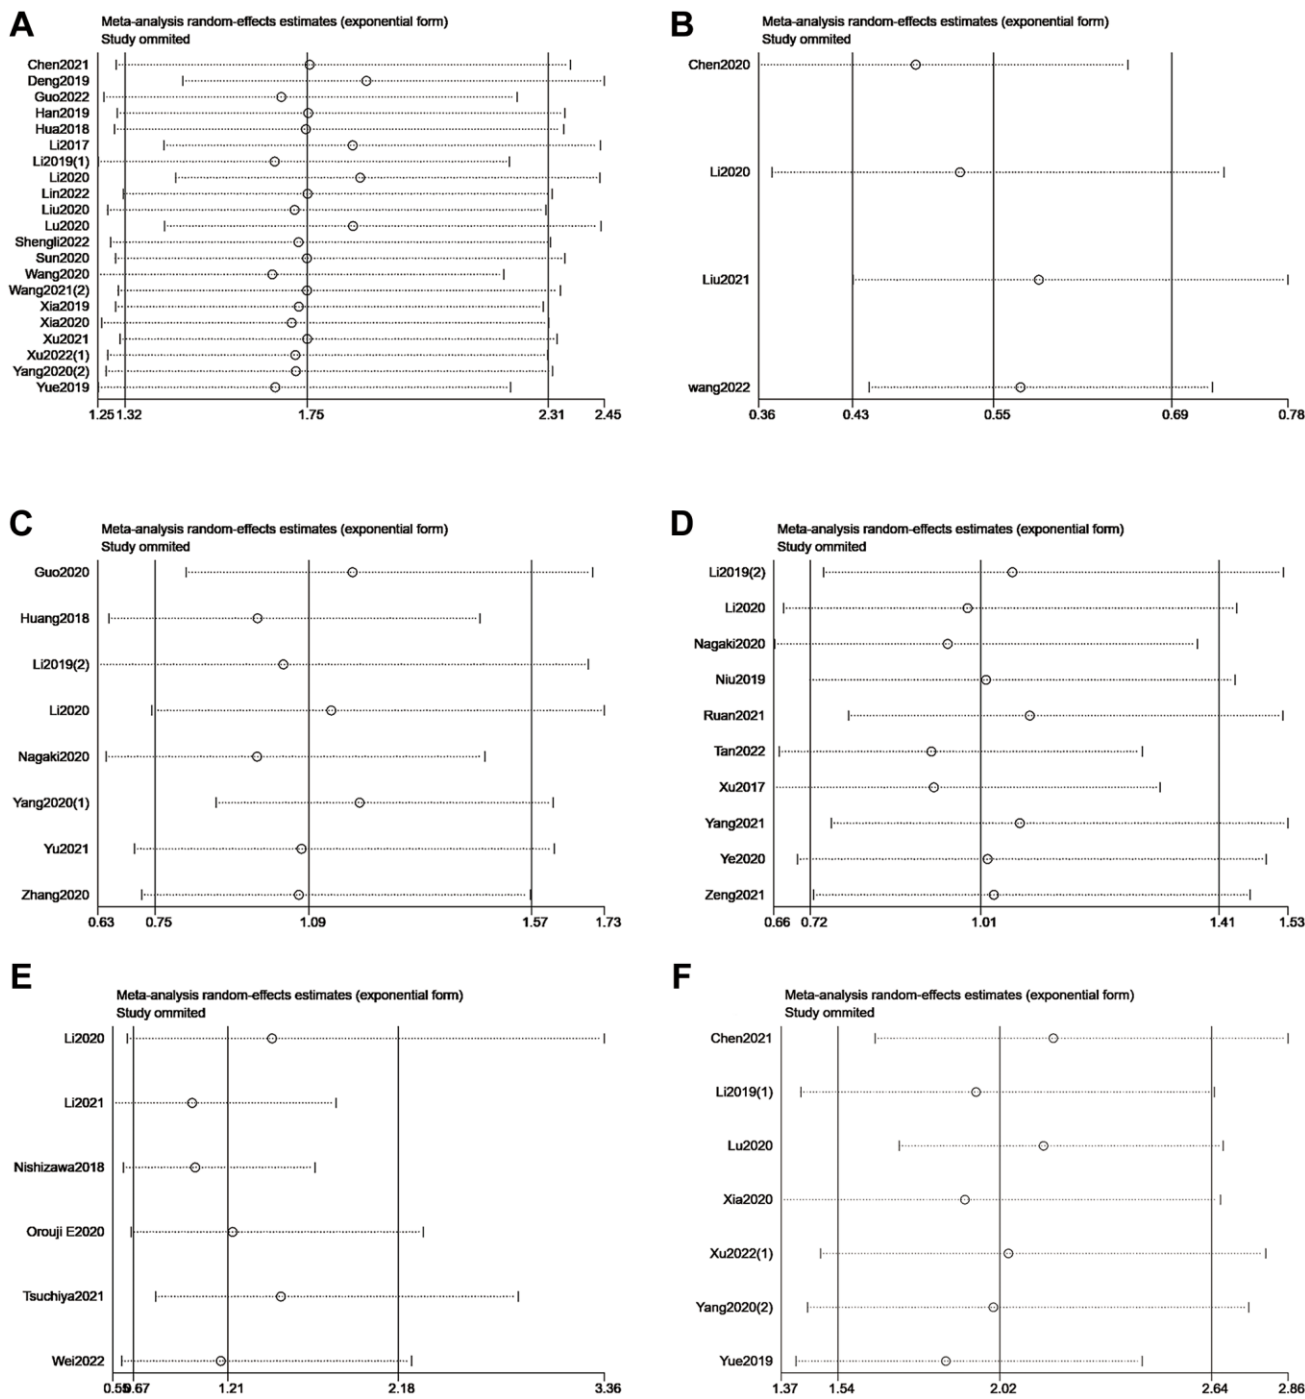 A
Meta-analysis random-effects estimates (exponential form)
Study ommited
Chen2021
Deng2019
Guo2022
Han2019
Hua2018
Li2017
Li2019(1)
Li2020
Lin2022
Liu2020
Lu2020
Shengli2022
Sun2020
Wang2020
Wang2021(2)
Xia2019
Xia2020
Xu2021
Xu2022(1)
Yang2020(2)
Yue2019
1.25 1.32 1.75 2.31 2.45
B
Meta-analysis random-effects estimates (exponential form)
Study ommited
Chen2020
Li2020
Liu2021
wang2022
0.36 0.43 0.55 0.69 0.78
C
Meta-analysis random-effects estimates (exponential form)
Study ommited
Guo2020
Huang2018
Li2019(2)
Li2020
Nagaki2020
Yang2020(1)
Yu2021
Zhang2020
0.63 0.75 1.09 1.57 1.73
D
Meta-analysis random-effects estimates (exponential form)
Study ommited
Li2019(2)
Li2020
Nagaki2020
Niu2019
Ruan2021
Tan2022
Xu2017
Yang2021
Ye2020
Zeng2021
0.66 0.72 1.01 1.41 1.53
E
Meta-analysis random-effects estimates (exponential form)
Study ommited
Li2020
Li2021
Nishizawa2018
Orouji E2020
Tsuchiya2021
Wei2022
0.67 1.21 2.18 3.36
F
Meta-analysis random-effects estimates (exponential form)
Study ommited
Chen2021
Li2019(1)
Lu2020
Xia2020
Xu2022(1)
Yang2020(2)
Yue2019
1.37 1.54 2.02 2.64 2.86